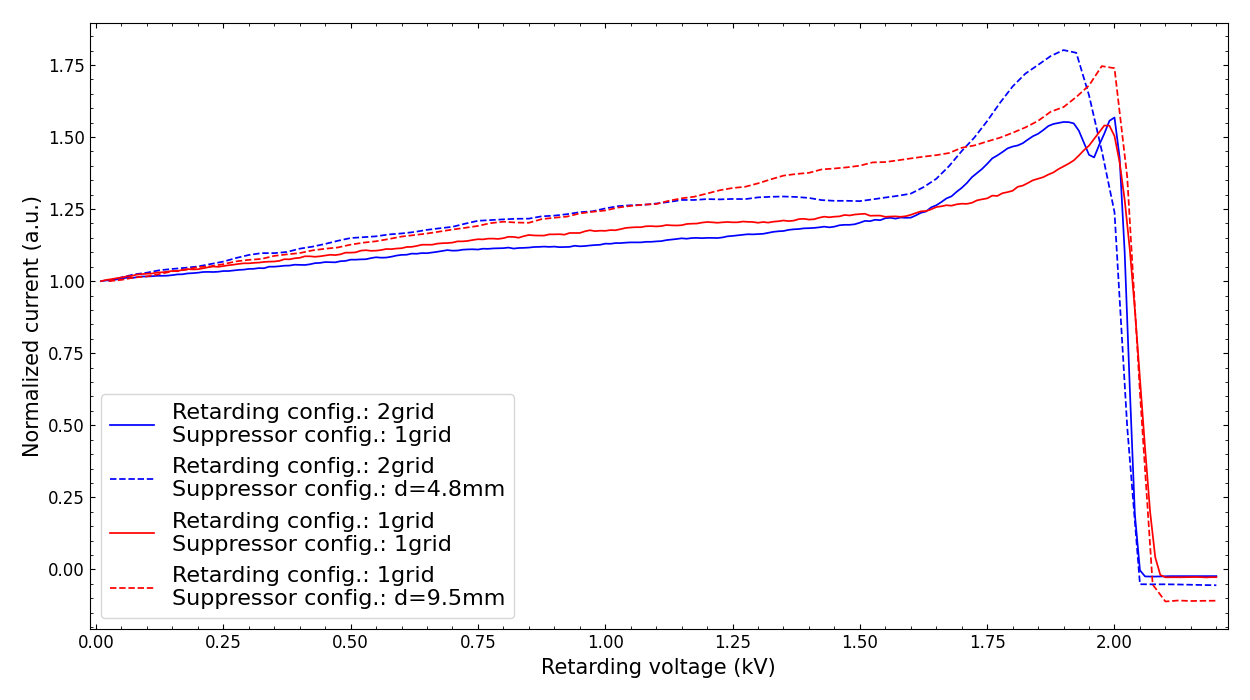 1.75
1.50
1.25
1.00
0.75
0.50
0.25
0.00
Normalized current (a.u.)
Retarding config.: 2grid
Suppressor config.: 1grid
Retarding config.: 2grid
Suppressor config.: d=4.8mm
Retarding config.: 1grid
Suppressor config.: 1grid
Retarding config.: 1grid
Suppressor config.: d=9.5mm
0.00 0.25 0.50 0.75 1.00 1.25 1.50 1.75 2.00
Retarding voltage (kV)